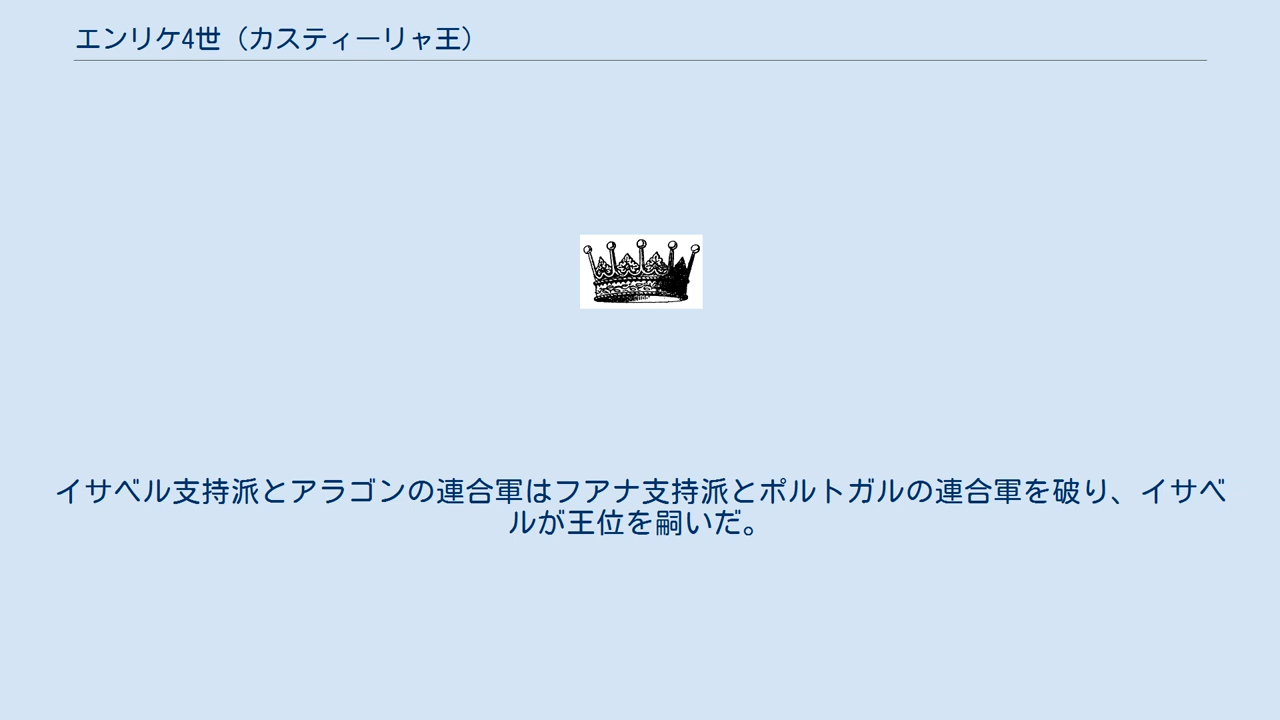 エンリケ4世（カスティーリャ王）
イサベル支持派とアラゴンの連合軍はフアナ支持派とポルトガルの連合軍を破り、イサベ
ルが王位を嗣いだ。